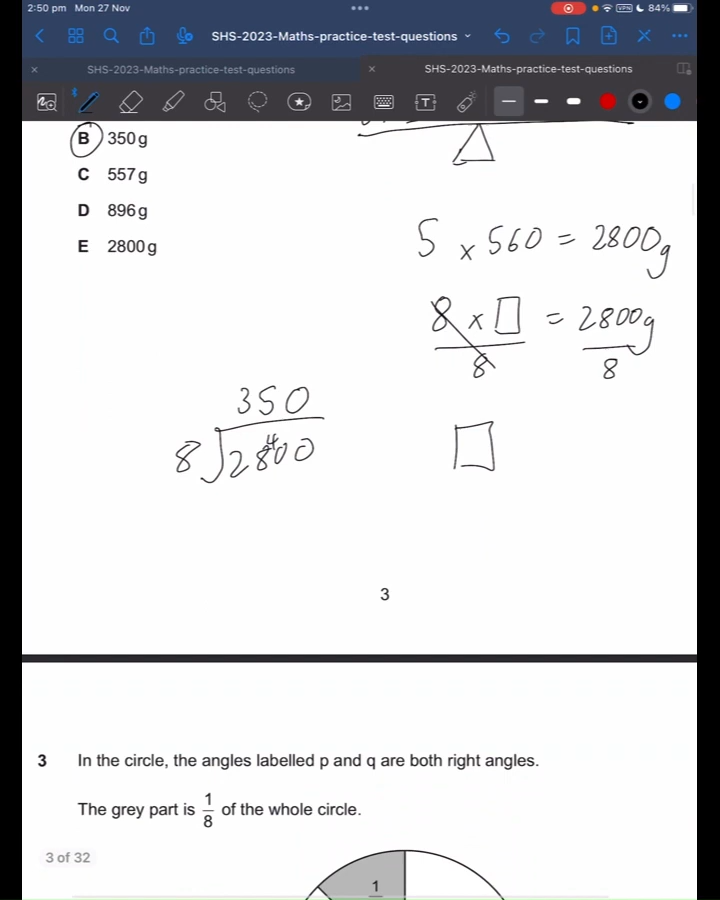 2:50 pm Mon 27 Nov
VPN 84%
SHS-2023-Maths-practice-test-questions
SHS-2023-Maths-practice-test-questions
SHS-2023-Maths-practice-test-questions
T
B 350 g
C 557 g
D 896 g
E 2800 g
5 × 560 = 2800g
8 × □ = 2800g
8 8
350
8 2800
4
□
3
3 In the circle, the angles labelled p and q are both right angles.
The grey part is 1/8 of the whole circle.
3 of 32
1